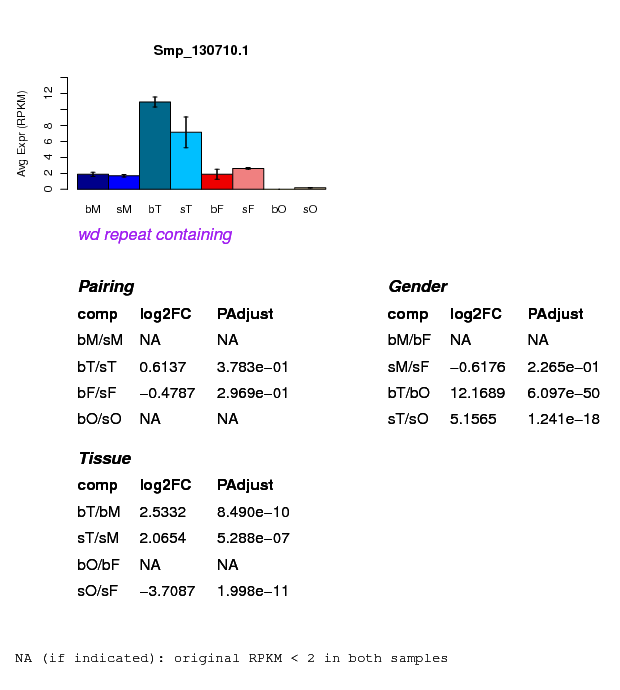 Smp_130710.1
Avg Expr (RPKM)
12
8
6
4
2
0
bM sM bT sT bF sF bO sO
wd repeat containing
Pairing
comp log2FC PAdjust
bM/sM NA NA
bT/sT 0.6137 3.783e−01
bF/sF −0.4787 2.969e−01
bO/sO NA NA
Gender
comp log2FC PAdjust
bM/bF NA NA
sM/sF −0.6176 2.265e−01
bT/bO 12.1689 6.097e−50
sT/sO 5.1565 1.241e−18
Tissue
comp log2FC PAdjust
bT/bM 2.5332 8.490e−10
sT/sM 2.0654 5.288e−07
bO/bF NA NA
sO/sF −3.7087 1.998e−11
NA (if indicated): original RPKM < 2 in both samples